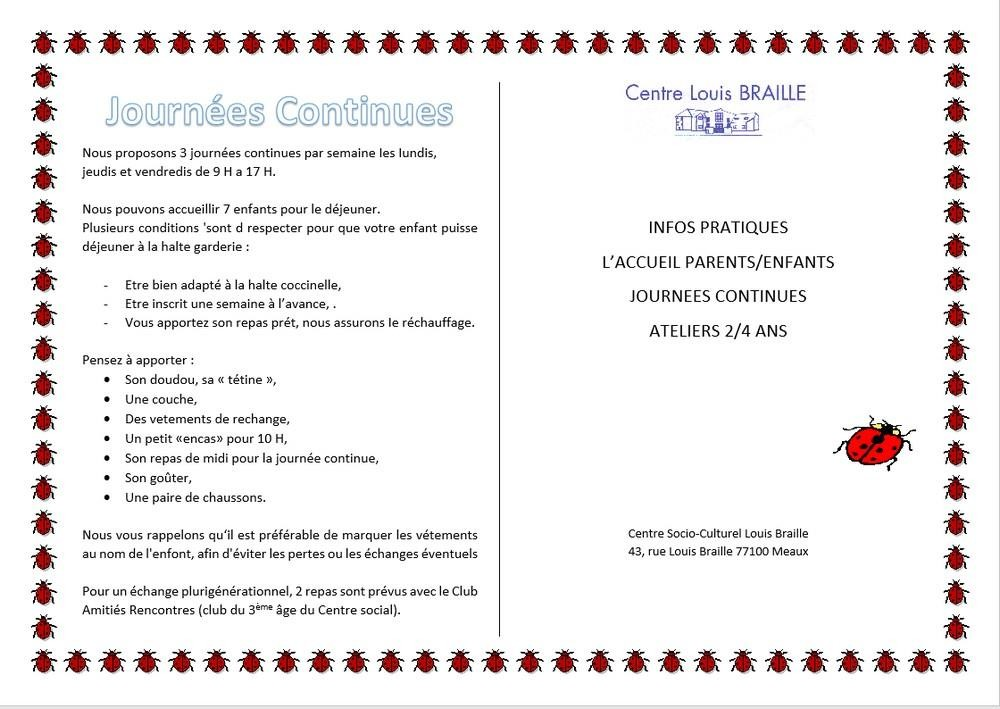 Journées Continues
Nous proposons 3 journées continues par semaine les lundis,
jeudis et vendredis de 9 H a 17 H.
Nous pouvons accueillir 7 enfants pour le déjeuner.
Plusieurs conditions 'sont d respecter pour que votre enfant puisse
déjeuner à la halte garderie :
- Etre bien adapté à la halte coccinelle,
- Etre inscrit une semaine à l’avance, .
- Vous apportez son repas prét, nous assurons le réchauffage.
Pensez à apporter :
• Son doudou, sa « tétine »,
• Une couche,
• Des vetements de rechange,
• Un petit «encas» pour 10 H,
• Son repas de midi pour la journée continue,
• Son goûter,
• Une paire de chaussons.
Nous vous rappelons qu‘il est préférable de marquer les vétements
au nom de l'enfont, afin d'éviter les pertes ou les échanges éventuels
Pour un échange plurigénérationnel, 2 repas sont prévus avec le Club
Amitiés Rencontres (club du 3ème âge du Centre social).
Centre Louis BRAILLE
INFOS PRATIQUES
L’ACCUEIL PARENTS/ENFANTS
JOURNEES CONTINUES
ATELIERS 2/4 ANS
Centre Socio-Culturel Louis Braille
43, rue Louis Braille 77100 Meaux